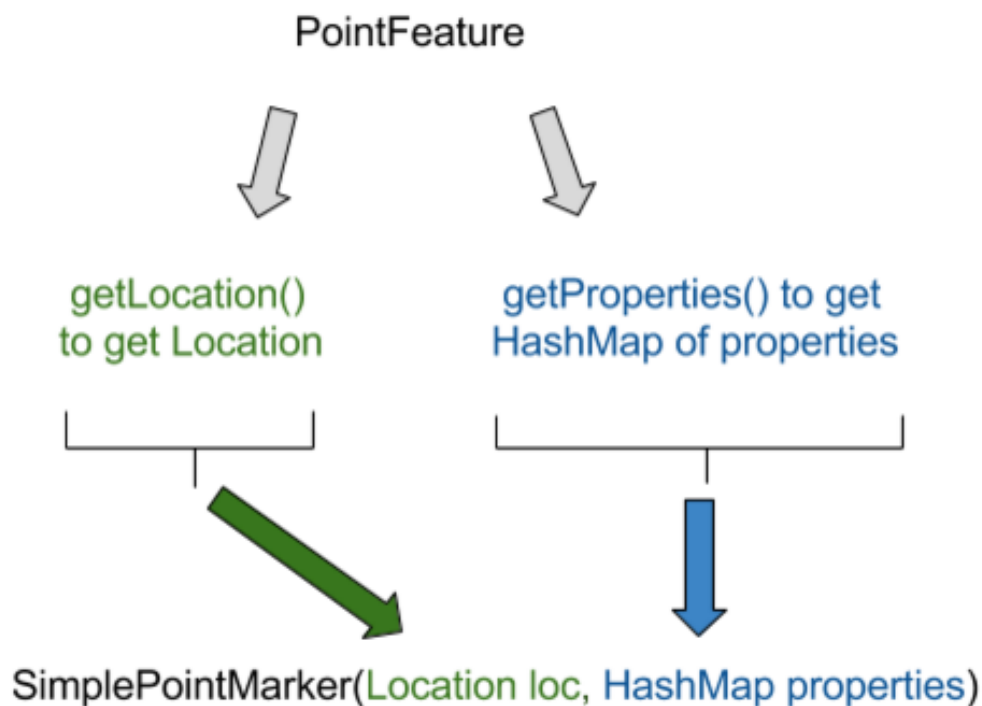 PointFeature
getLocation()
to get Location
getProperties() to get
HashMap of properties
SimplePointMarker(Location loc, HashMap properties)